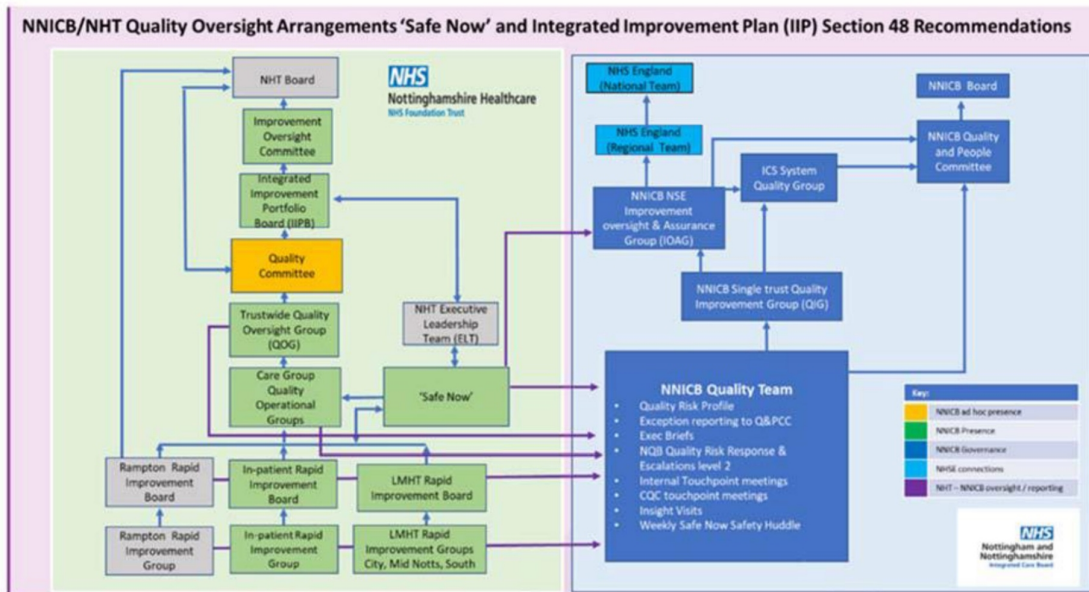 NNICB/NHT Quality Oversight Arrangements ‘Safe Now’ and Integrated Improvement Plan (IIP) Section 48 Recommendations
NHT Board
NHS
Nottinghamshire Healthcare
NHS Foundation Trust
Improvement
Oversight
Committee
Integrated
Improvement
Portfolio
Board (IIPB)
Quality
Committee
Trustwide Quality
Oversight Group
(QOG)
NHT Executive
Leadership
Team (ELT)
Care Group
Quality
Operational
Groups
‘Safe Now’
Rampton Rapid
Improvement
Board
In-patient Rapid
Improvement
Board
LMHT Rapid
Improvement Board
Rampton Rapid
Improvement
Group
In-patient Rapid
Improvement
Group
LMHT Rapid
Improvement Groups
City, Mid Notts, South
NHS England
(National Team)
NHS England
(Regional Team)
NNICB NSE
Improvement
oversight & Assurance
Group (IOAG)
ICS System
Quality Group
NNICB Board
NNICB Quality
and People
Committee
NNICB Single trust Quality
Improvement Group (QIG)
NNICB Quality Team
• Quality Risk Profile
• Exception reporting to Q&PCC
• Exec Briefs
• NQB Quality Risk Response &
Escalations level 2
• Internal Touchpoint meetings
• CQC touchpoint meetings
• Insight Visits
• Weekly Safe Now Safety Huddle
Key:
NNICB ad hoc presence
NNICB Presence
NNICB Governance
NHSE connections
NHT – NNICB oversight / reporting
NHS
Nottingham and
Nottinghamshire
Integrated Care Board